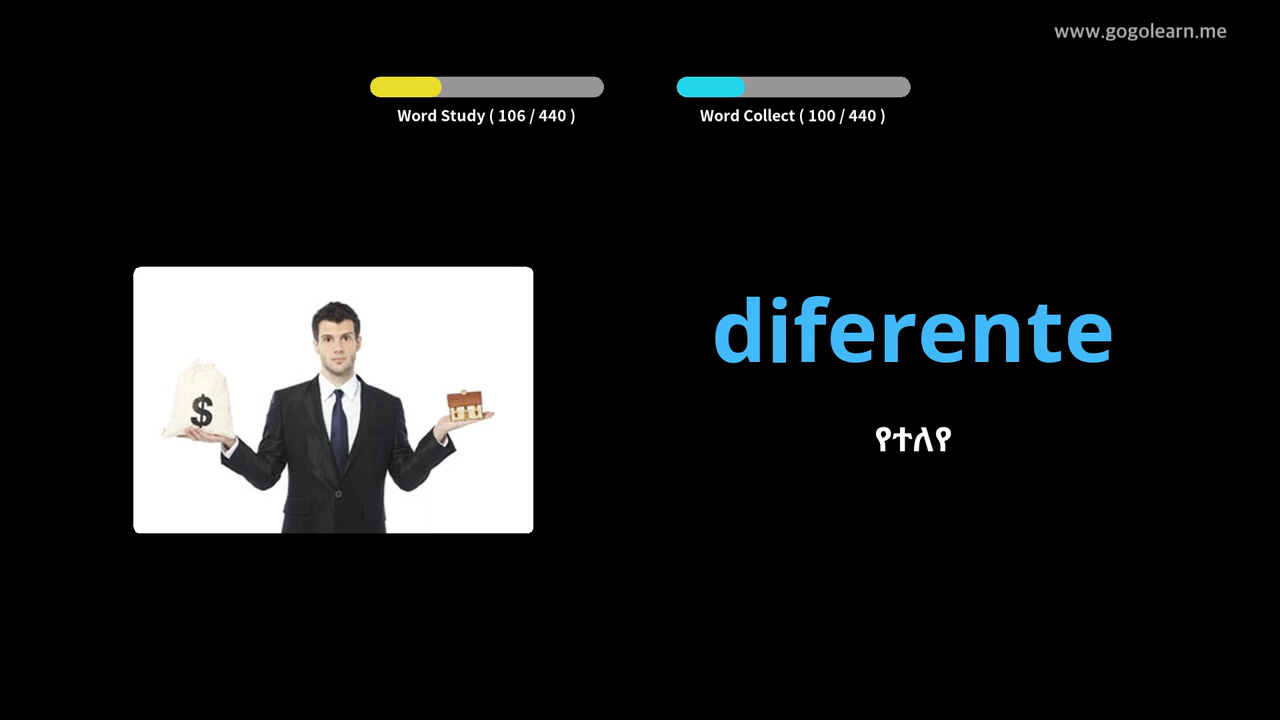 www.gogolearn.me
Word Study ( 106 / 440 )
Word Collect ( 100 / 440 )
$
diferente
የተለየ